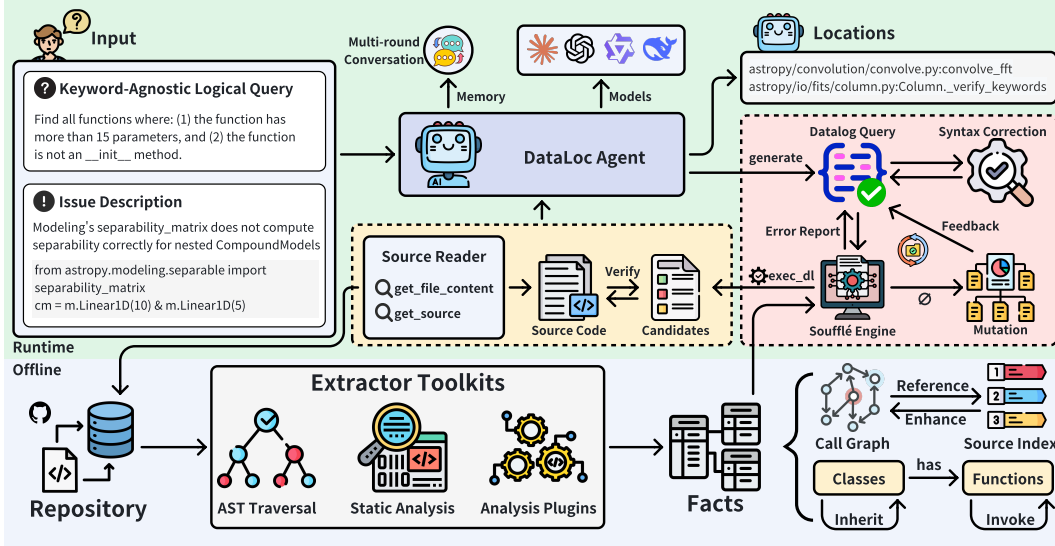 Input
? Keyword-Agnostic Logical Query
Find all functions where: (1) the function has
more than 15 parameters, and (2) the function
is not an __init__ method.
! Issue Description
Modeling's separability_matrix does not compute
separability correctly for nested CompoundModels
from astropy.modeling.separable import
separability_matrix
cm = m.Linear1D(10) & m.Linear1D(5)
Runtime
Offline
Multi-round
Conversation
Memory
Models
AI
DataLoc Agent
Locations
astropy/convolution/convolve.py:convolve_fft
astropy/io/fits/column.py:Column._verify_keywords
generate
Datalog Query
Syntax Correction
Error Report
Feedback
exec_dl
∅
Soufflé Engine
Mutation
Source Reader
get_file_content
get_source
Verify
Source Code
Candidates
Repository
Extractor Toolkits
AST Traversal
Static Analysis
Analysis Plugins
Facts
Call Graph
Reference
Enhance
1
2
3
Source Index
Classes
has
Functions
Inherit
Invoke